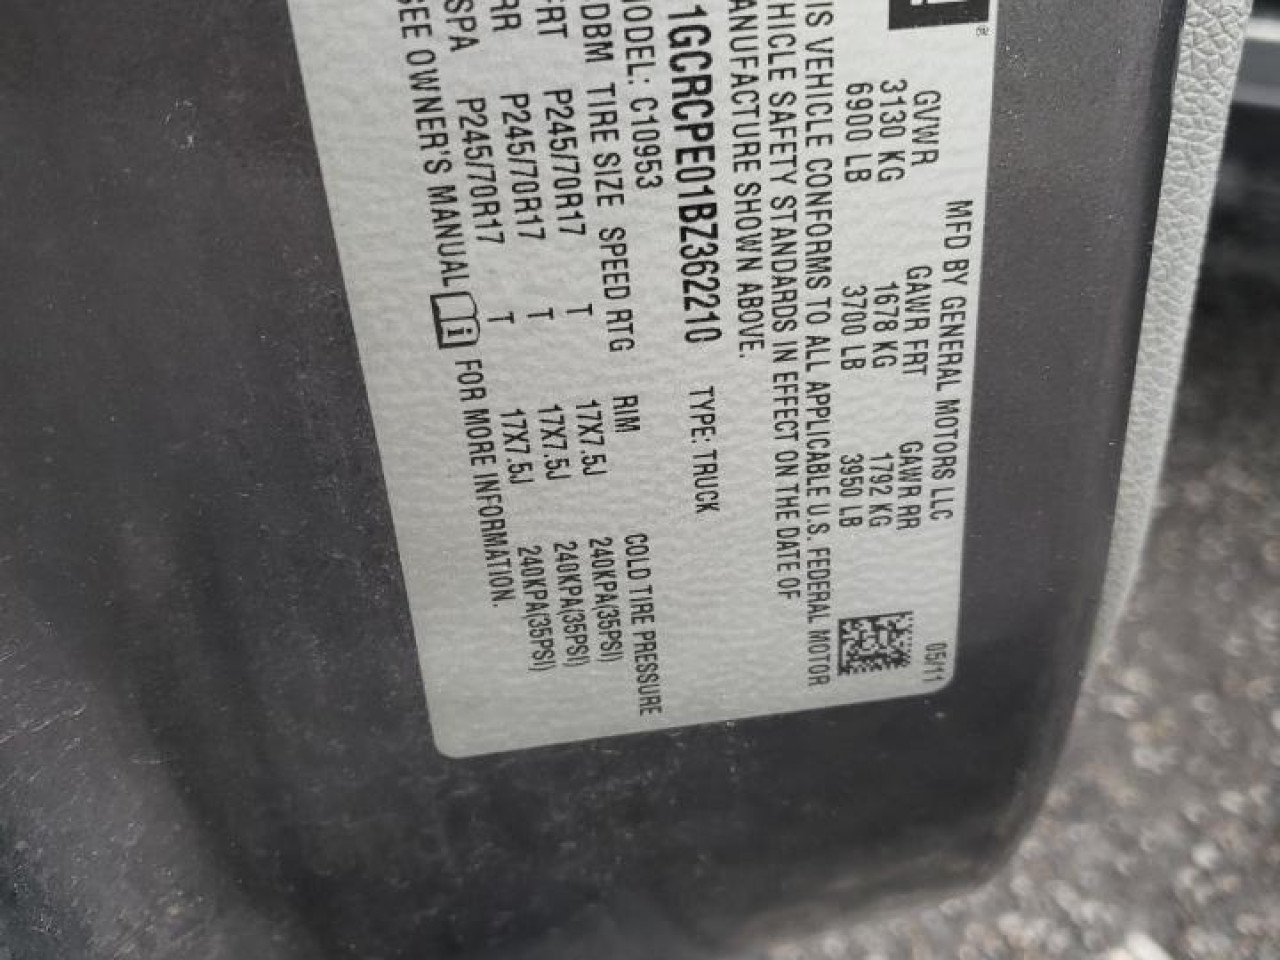 MFD BY GENERAL MOTORS LLC 05/11
GVWR GAWR FRT GAWR RR
3130 KG 1678 KG 1792 KG
6900 LB 3700 LB 3950 LB
IS VEHICLE CONFORMS TO ALL APPLICABLE U.S. FEDERAL MOTOR
HICLE SAFETY STANDARDS IN EFFECT ON THE DATE OF
ANUFACTURE SHOWN ABOVE.
1GCRCPE01BZ362210 TYPE: TRUCK
MODEL: C10953
DBM TIRE SIZE SPEED RTG RIM COLD TIRE PRESSURE
FRT P245/70R17 T 17X7.5J 240KPA(35PSI)
RR P245/70R17 T 17X7.5J 240KPA(35PSI)
SPA P245/70R17 T 17X7.5J 240KPA(35PSI)
SEE OWNER'S MANUAL i FOR MORE INFORMATION.